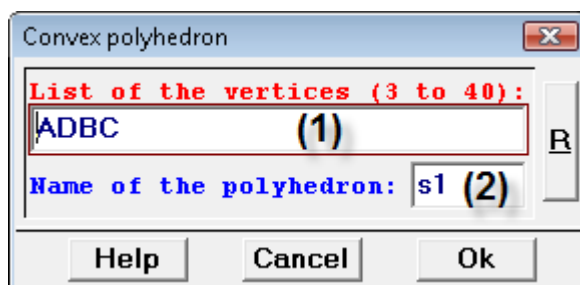 Convex polyhedron
List of the vertices (3 to 40):
ADBC (1)
R
Name of the polyhedron: s1 (2)
Help Cancel Ok